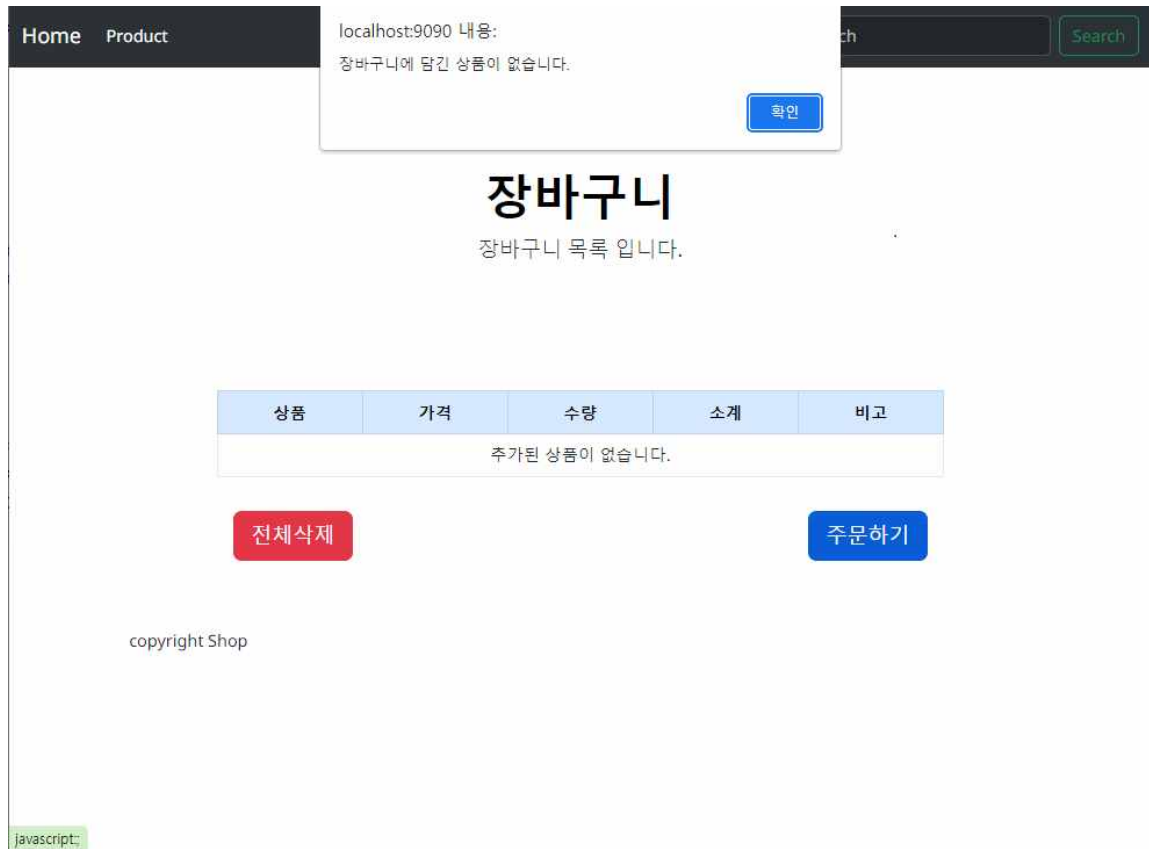 Home Product
localhost:9090 내용:
장바구니에 담긴 상품이 없습니다.
확인
ch Search
장바구니
장바구니 목록 입니다.
상품 가격 수량 소계 비고
추가된 상품이 없습니다.
전체삭제 주문하기
copyright Shop
javascript:;